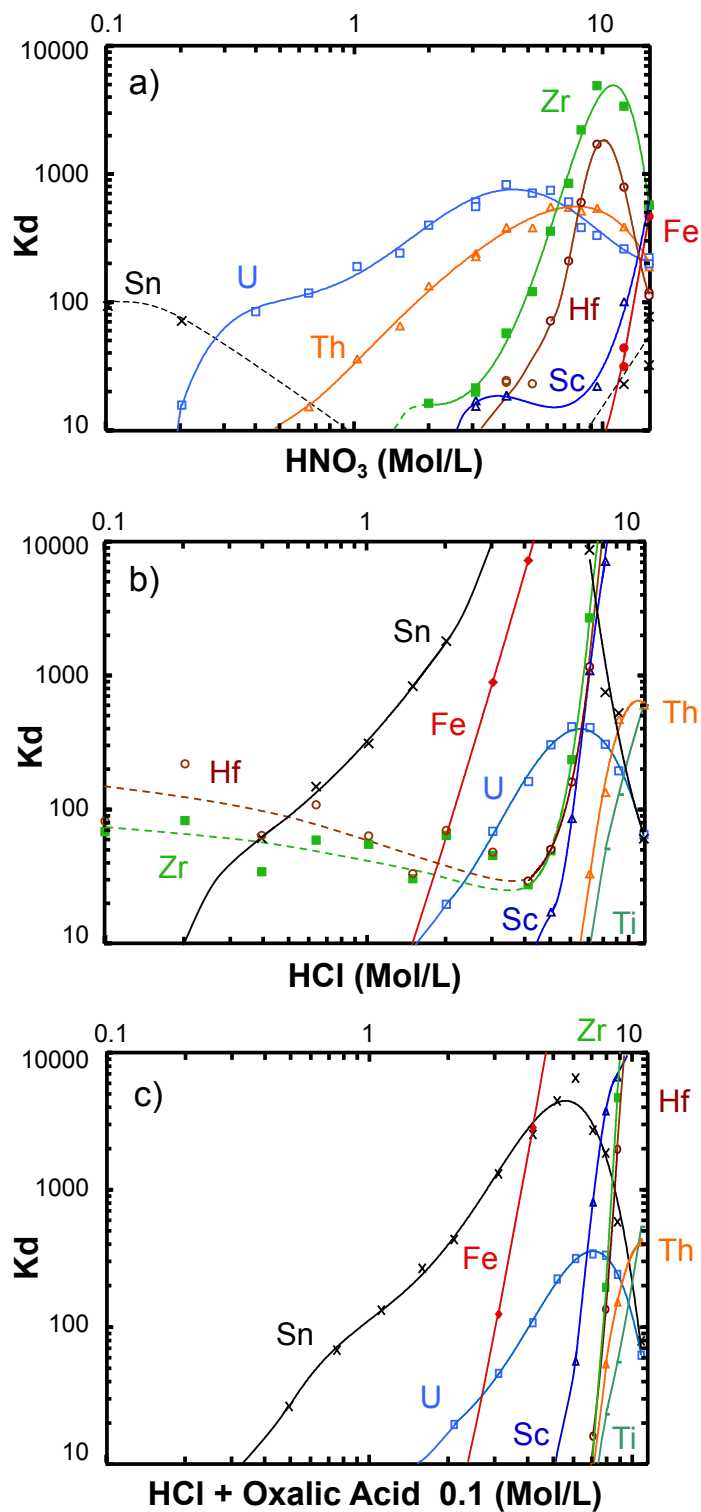 0.1 1 10
10000
a)
Zr
1000
Kd
Fe
Sn
U
100
Th
Hf
Sc
10
HNO₃ (Mol/L)
0.1 1 10
10000
b)
Sn
1000
Fe
Th
Kd
Hf
U
100
Zr
Sc
Ti
10
HCl (Mol/L)
0.1 1 10
Zr
10000
c)
Hf
1000
Kd
Fe
Th
Sn
100
U
Sc
Ti
10
HCl + Oxalic Acid 0.1 (Mol/L)